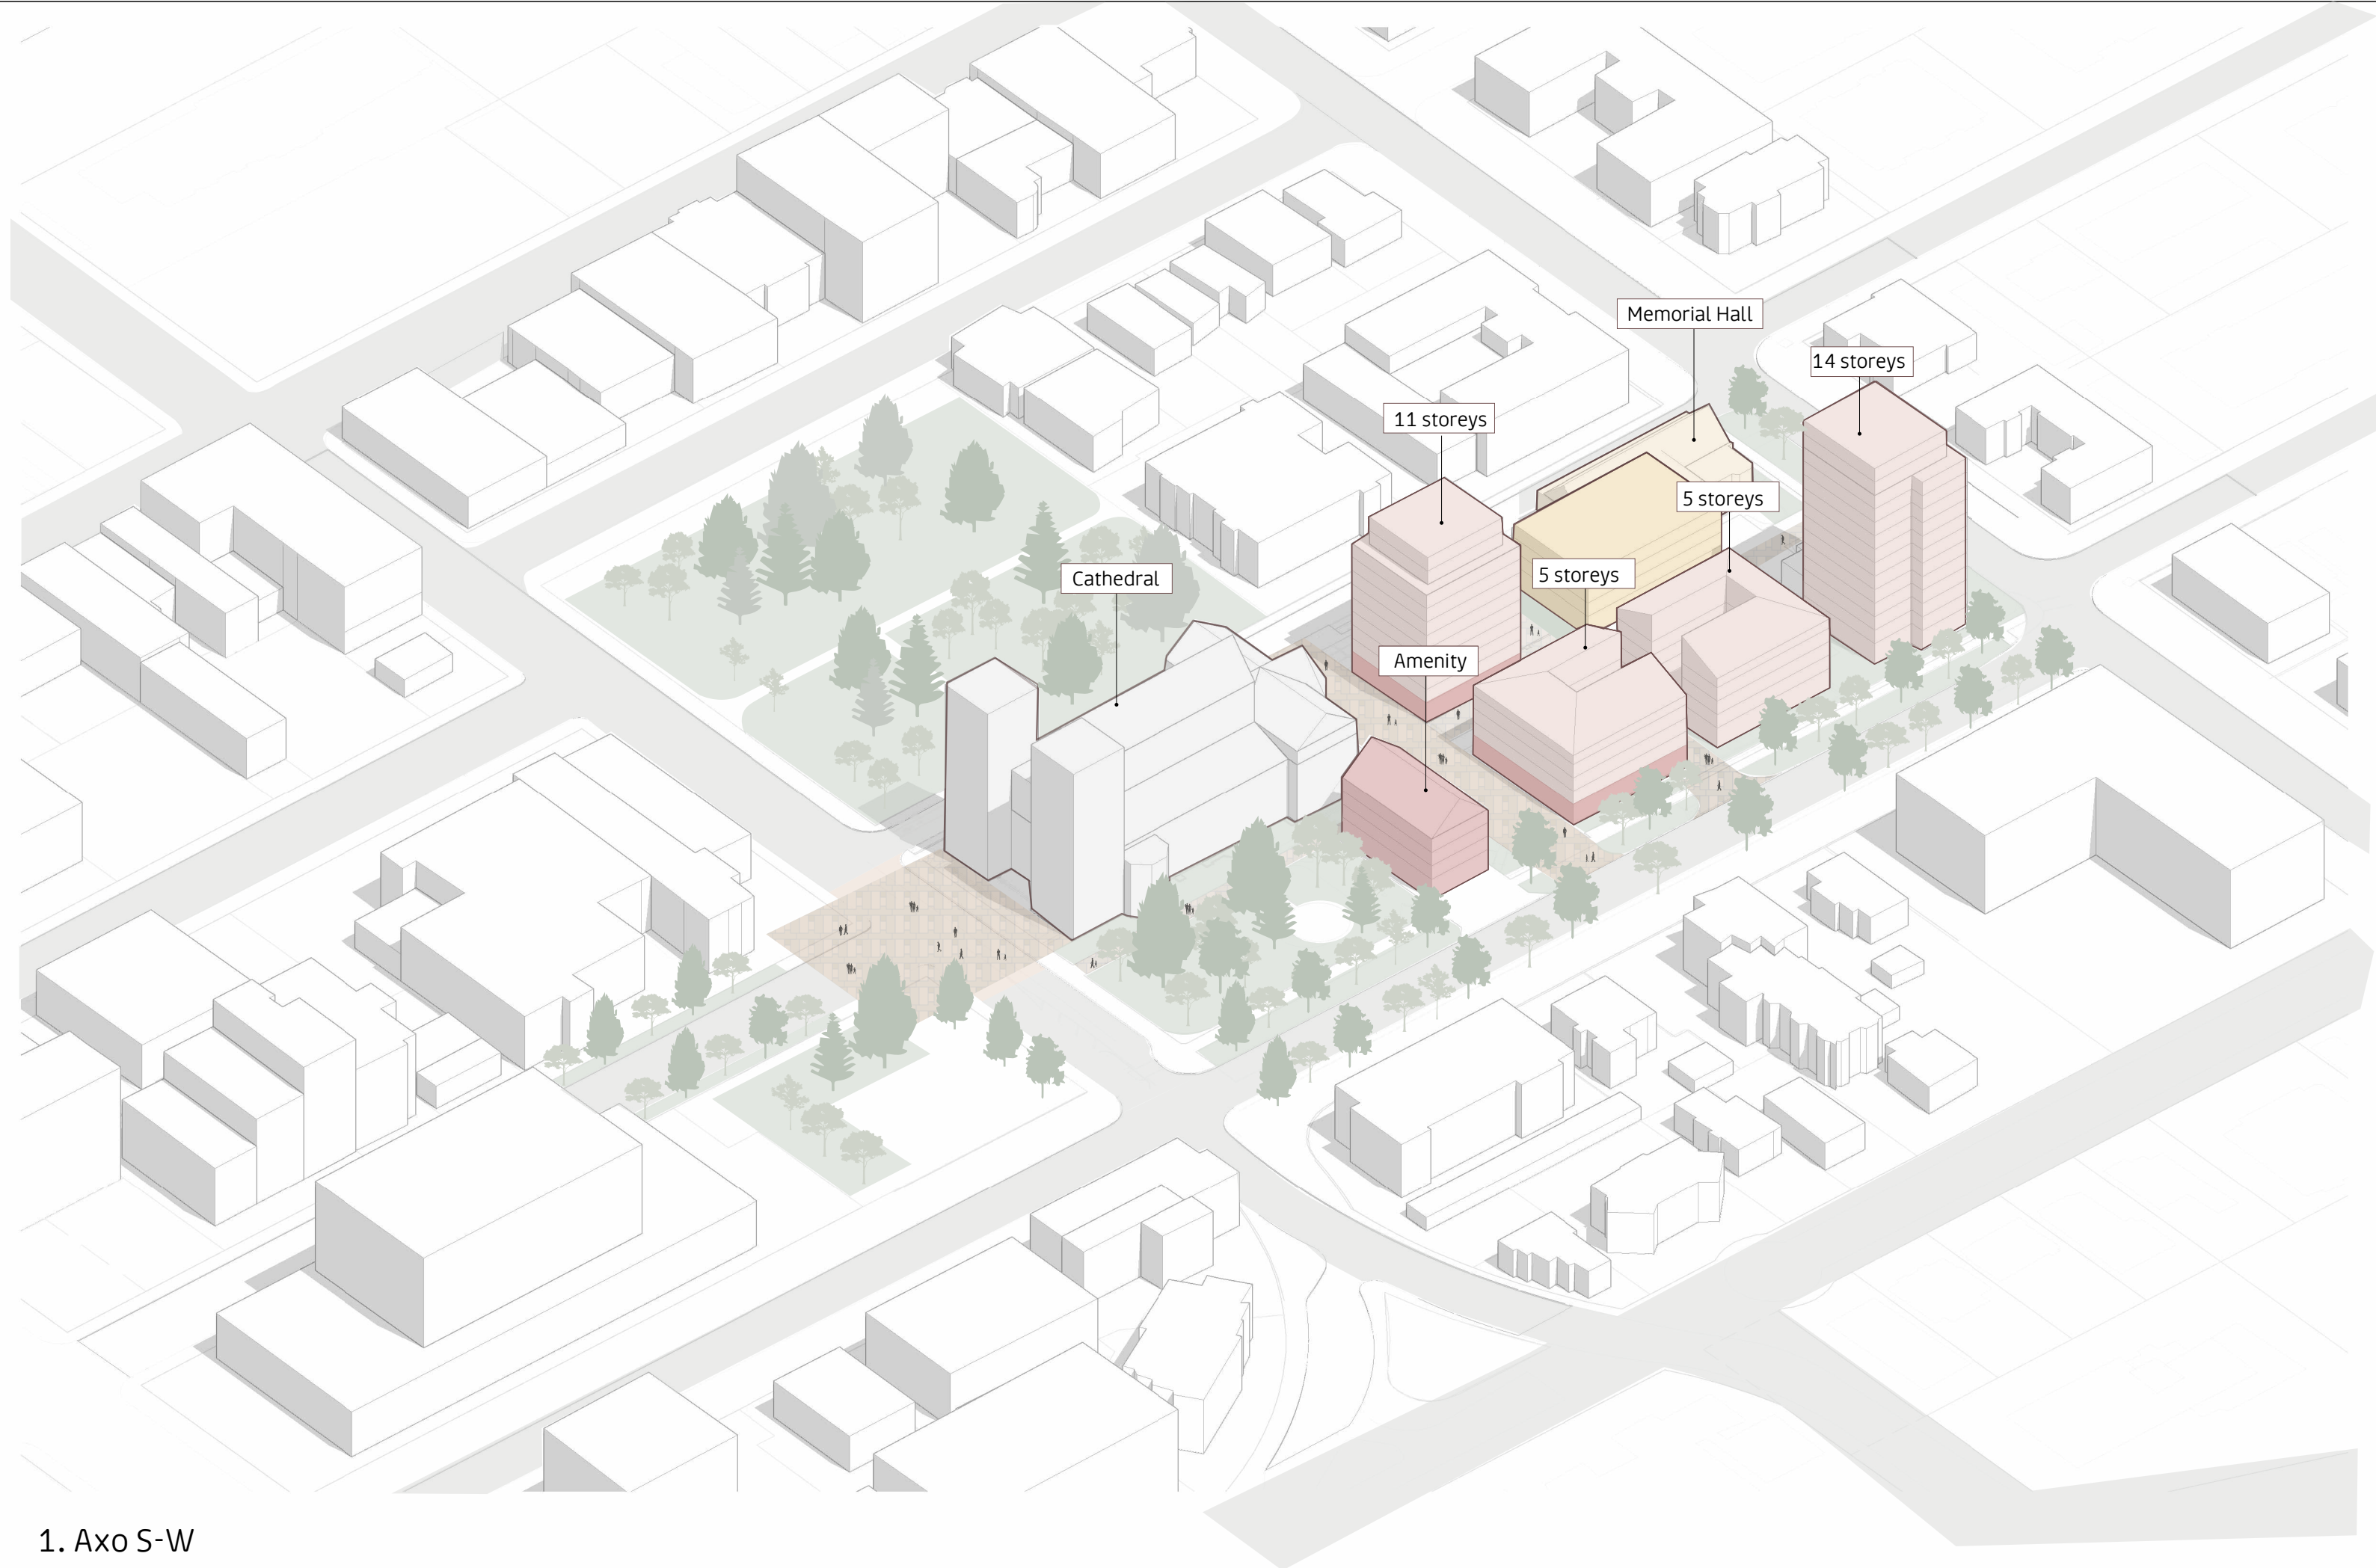 Memorial Hall
14 storeys
11 storeys
5 storeys
5 storeys
Cathedral
Amenity
1. Axo S-W